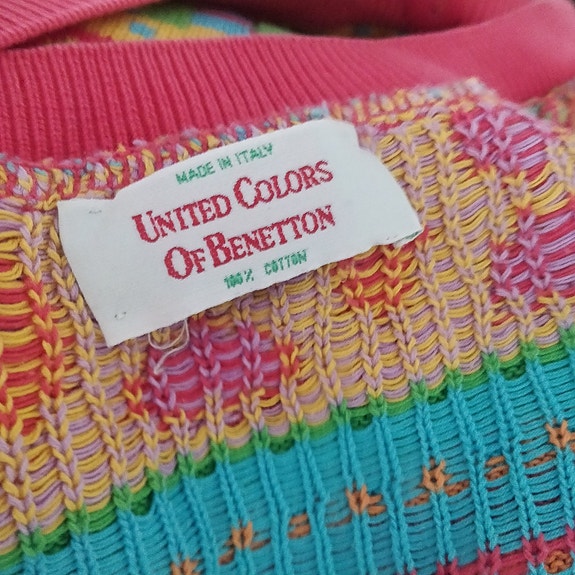 MADE IN ITALY
UNITED COLORS
OF BENETTON
100% COTTON